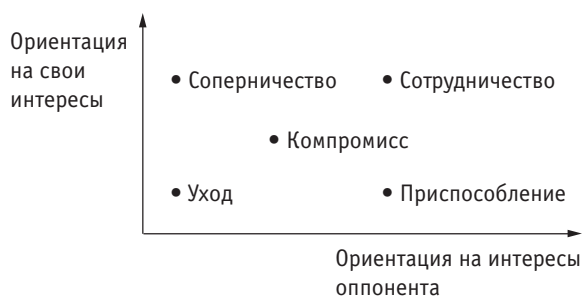 Ориентация
на свои
интересы
• Соперничество
• Сотрудничество
• Компромисс
• Уход
• Приспособление
Ориентация на интересы
оппонента